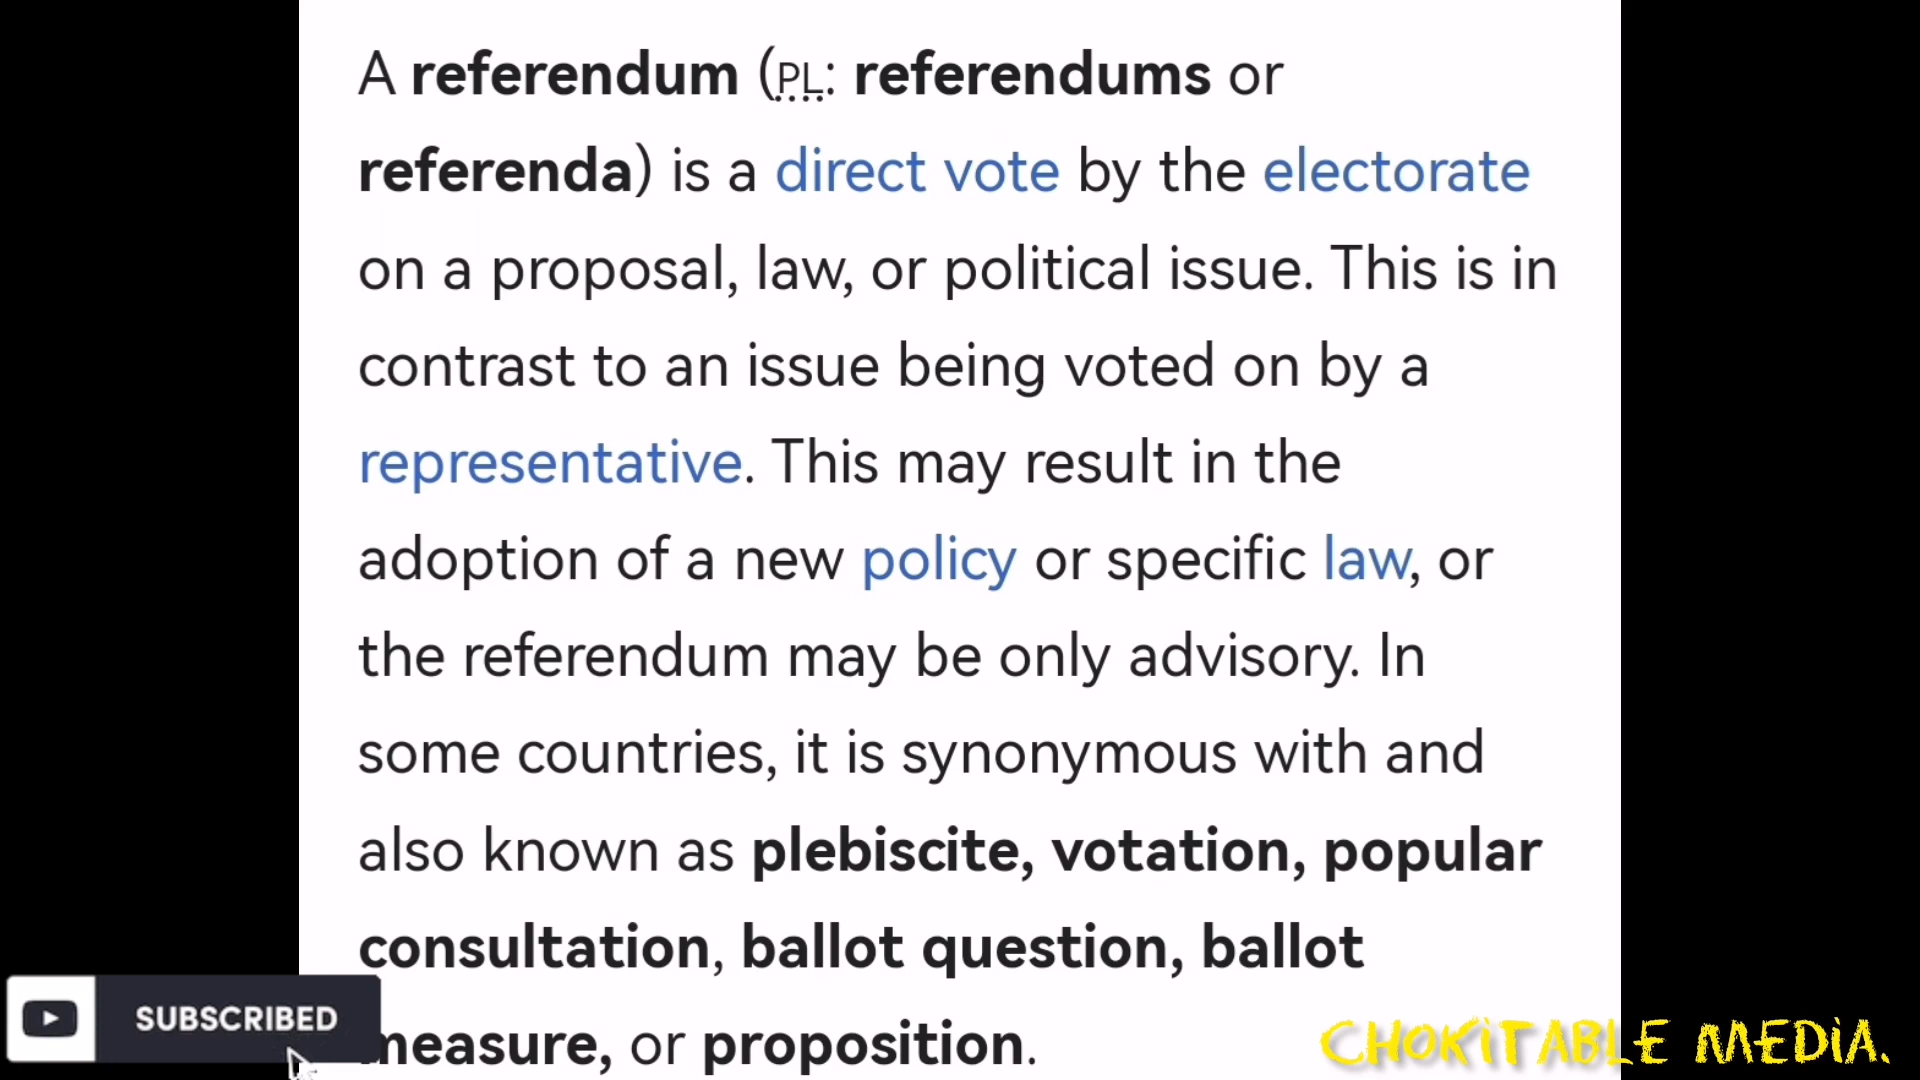 A referendum (PL: referendums or
referenda) is a direct vote by the electorate
on a proposal, law, or political issue. This is in
contrast to an issue being voted on by a
representative. This may result in the
adoption of a new policy or specific law, or
the referendum may be only advisory. In
some countries, it is synonymous with and
also known as plebiscite, votation, popular
consultation, ballot question, ballot
measure, or proposition.
SUBSCRIBED
CHOKiTABLE MEDiA.